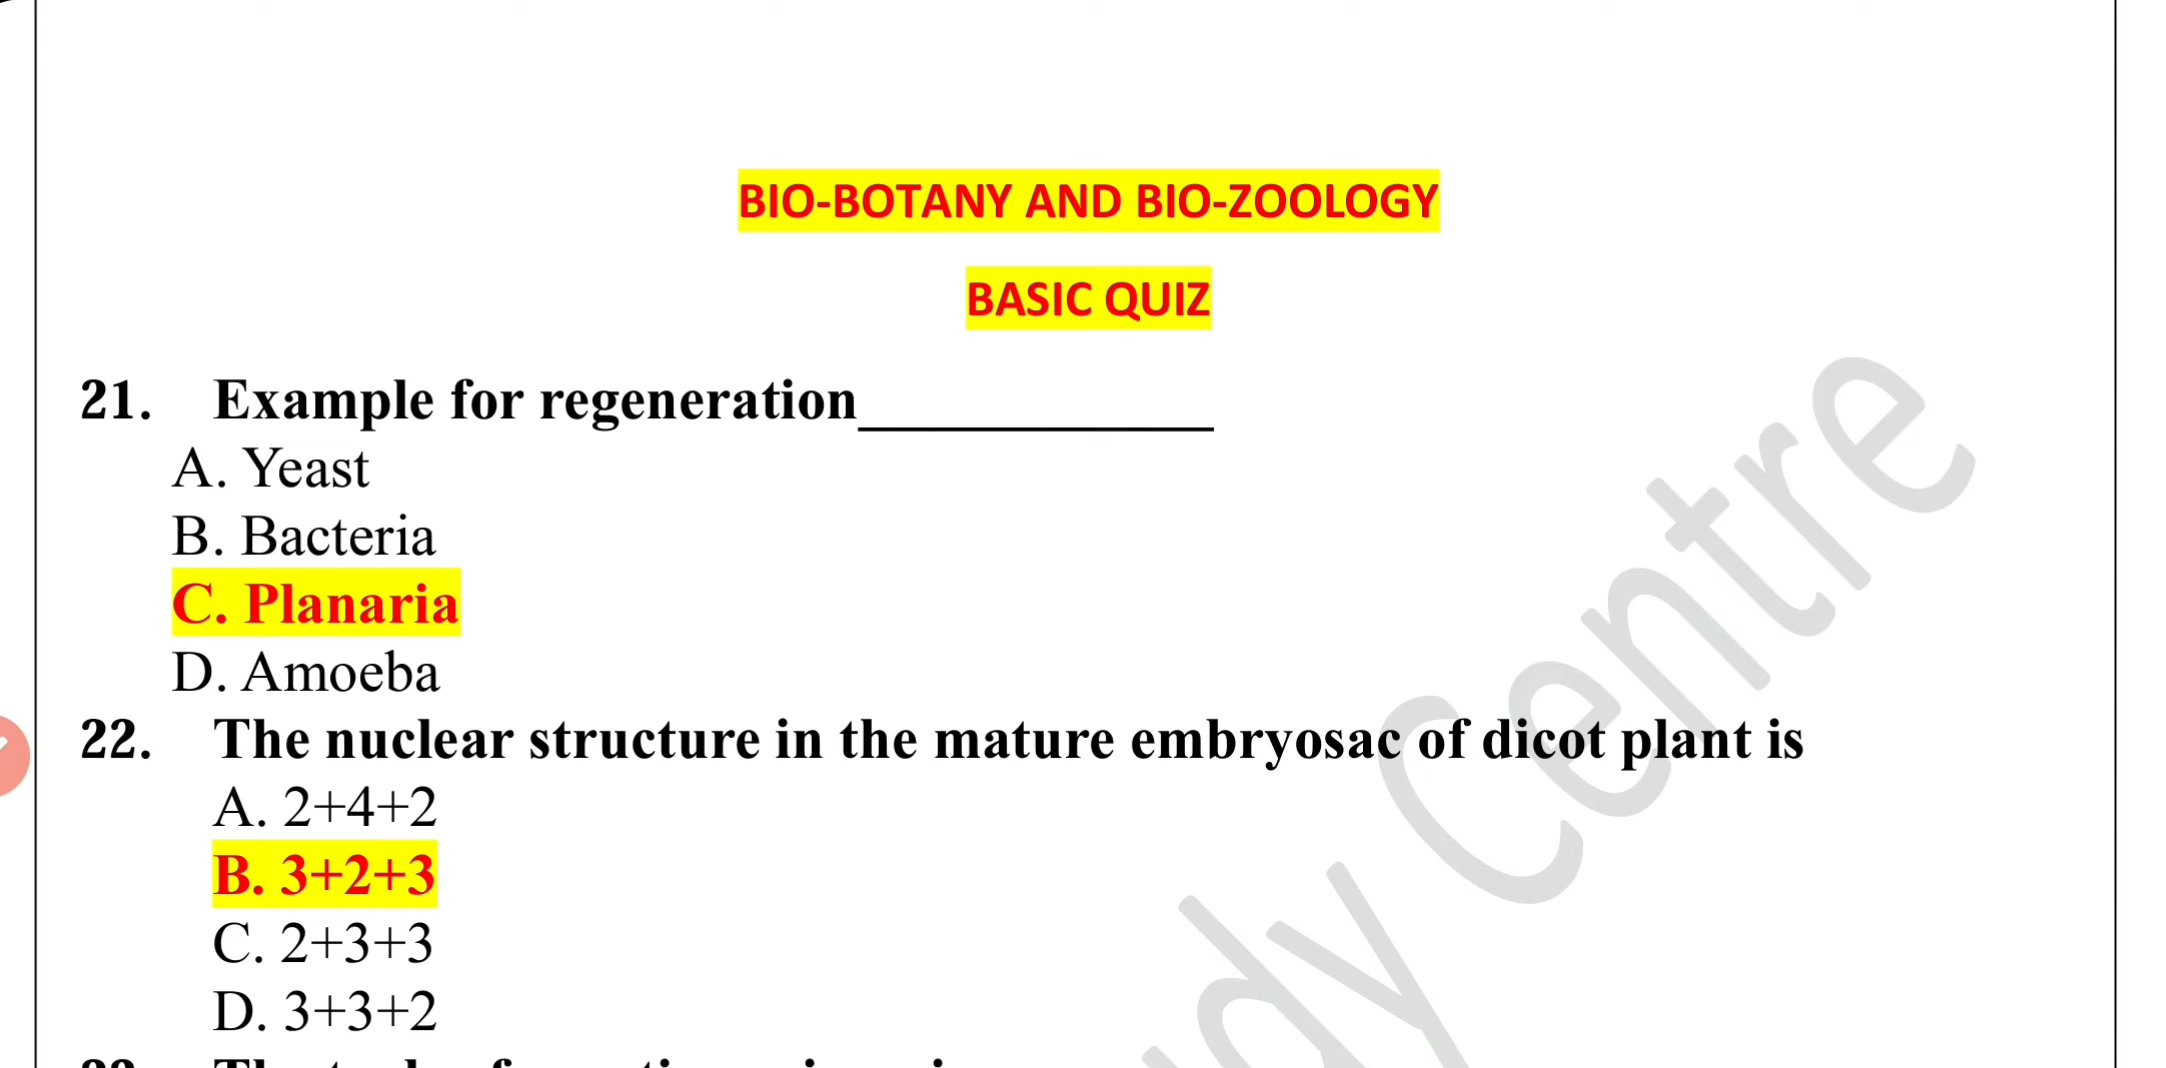 BIO-BOTANY AND BIO-ZOOLOGY
BASIC QUIZ
21. Example for regeneration____________
A. Yeast
B. Bacteria
C. Planaria
D. Amoeba
22. The nuclear structure in the mature embryosac of dicot plant is
A. 2+4+2
B. 3+2+3
C. 2+3+3
D. 3+3+2
Centre